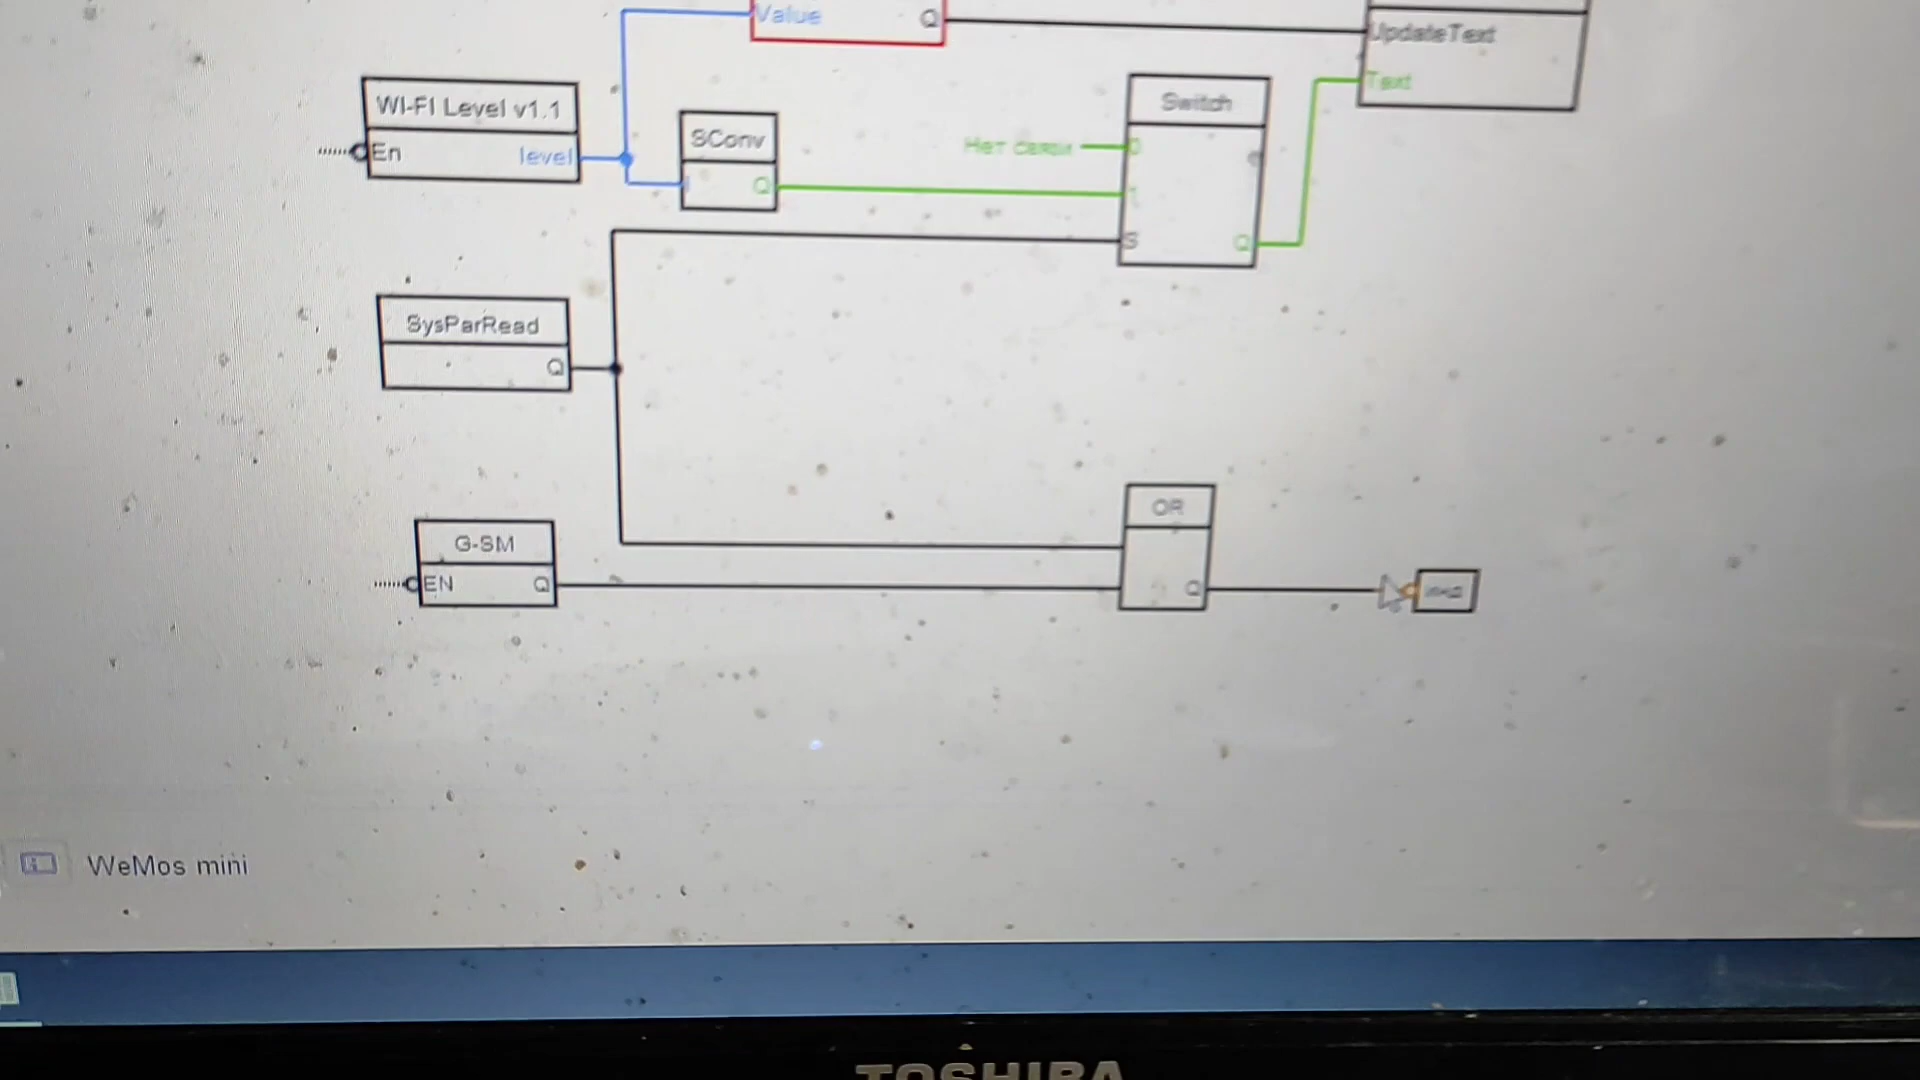 Value Q
UpdateText
Text
WI-FI Level v1.1
En level
SConv
I Q
Switch
Нет связи 0
1
S Q
SysParRead
Q
G-SM
EN Q
OR
Q
WeMos mini
TOSHIBA